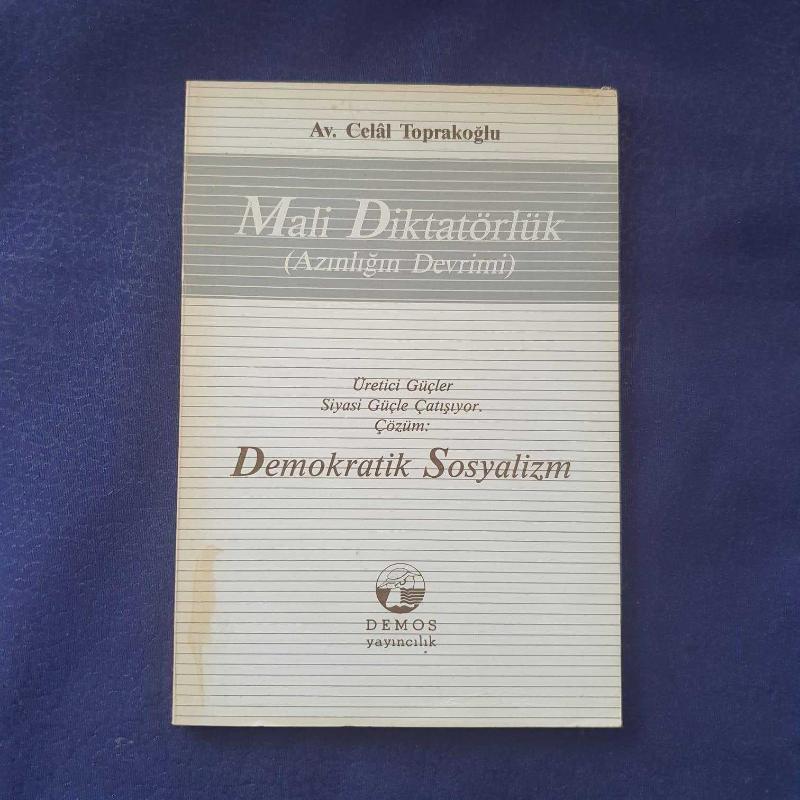 Av. Celâl Toprakoğlu
Mali Diktatörlük
(Azınlığın Devrimi)
Üretici Güçler
Siyasi Güçle Çatışıyor.
Çözüm:
Demokratik Sosyalizm
DEMOS
yayıncılık